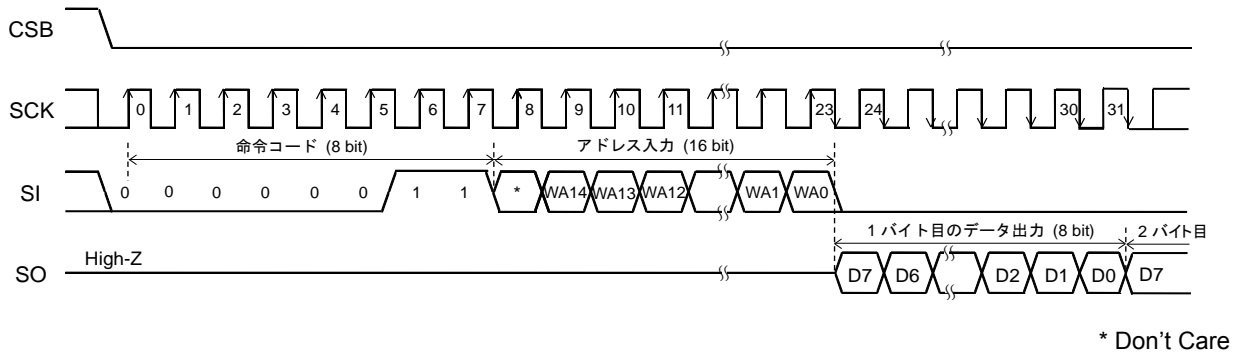 CSB
SCK 0 1 2 3 4 5 6 7 8 9 10 11 23 24 30 31
命令コード (8 bit) アドレス入力 (16 bit)
SI 0 0 0 0 0 0 1 1 * WA14 WA13 WA12 WA1 WA0
1 バイト目のデータ出力 (8 bit) 2 バイト目
SO High-Z D7 D6 D2 D1 D0 D7
* Don't Care